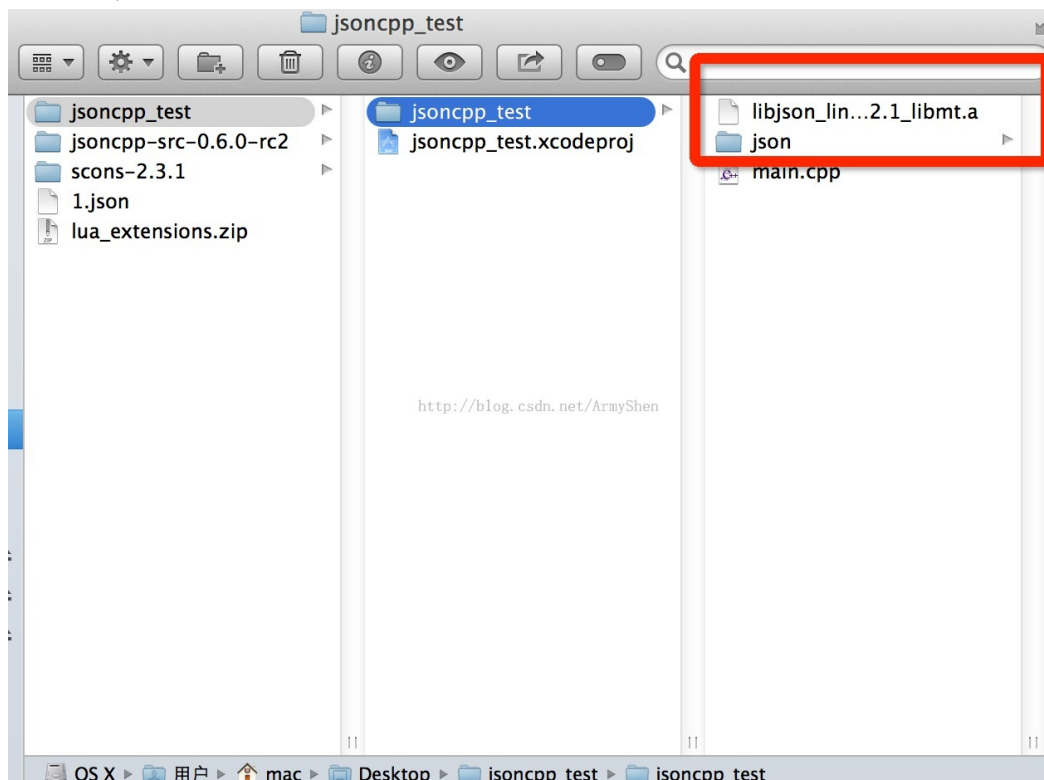 jsoncpp_test
jsoncpp_test
jsoncpp-src-0.6.0-rc2
scons-2.3.1
1.json
lua_extensions.zip
jsoncpp_test
jsoncpp_test.xcodeproj
libjson_lin...2.1_libmt.a
json
main.cpp
http://blog.csdn.net/ArmyShen
OS X ▸ 用户 ▸ mac ▸ Desktop ▸ jsoncpp_test ▸ jsoncpp_test